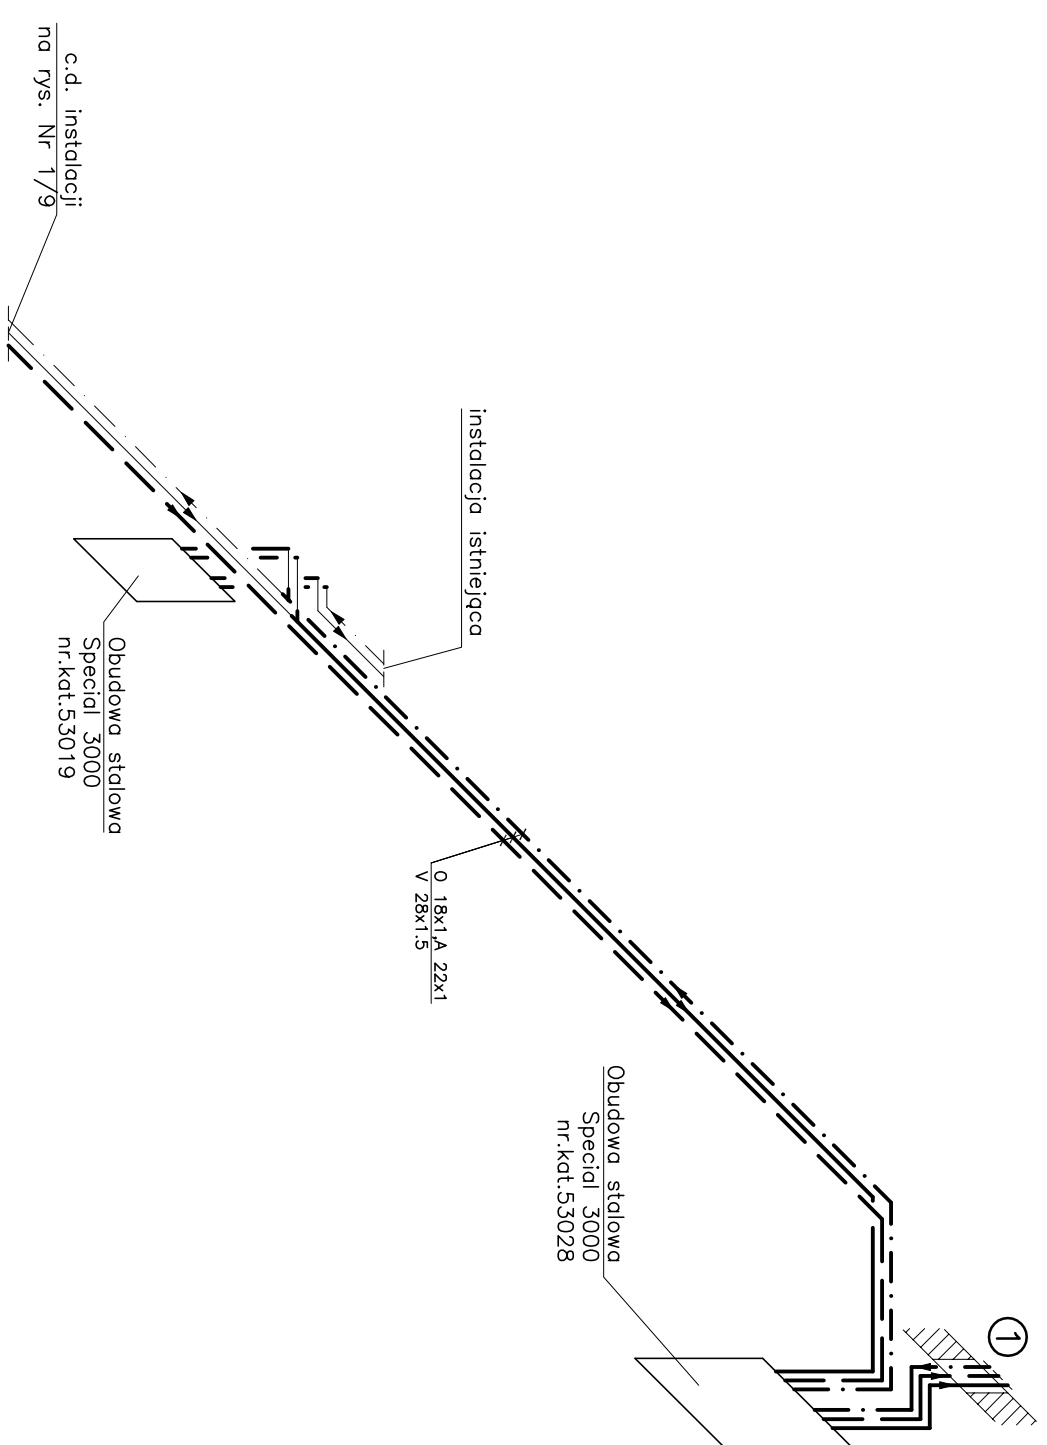 c.d. instalacji
na rys. Nr 1/9
instalacja istniejąca
Obudowa stalowa
Special 3000
nr.kat.53019
O 18x1,A 22x1
V 28x1.5
Obudowa stalowa
Special 3000
nr.kat.53028
1